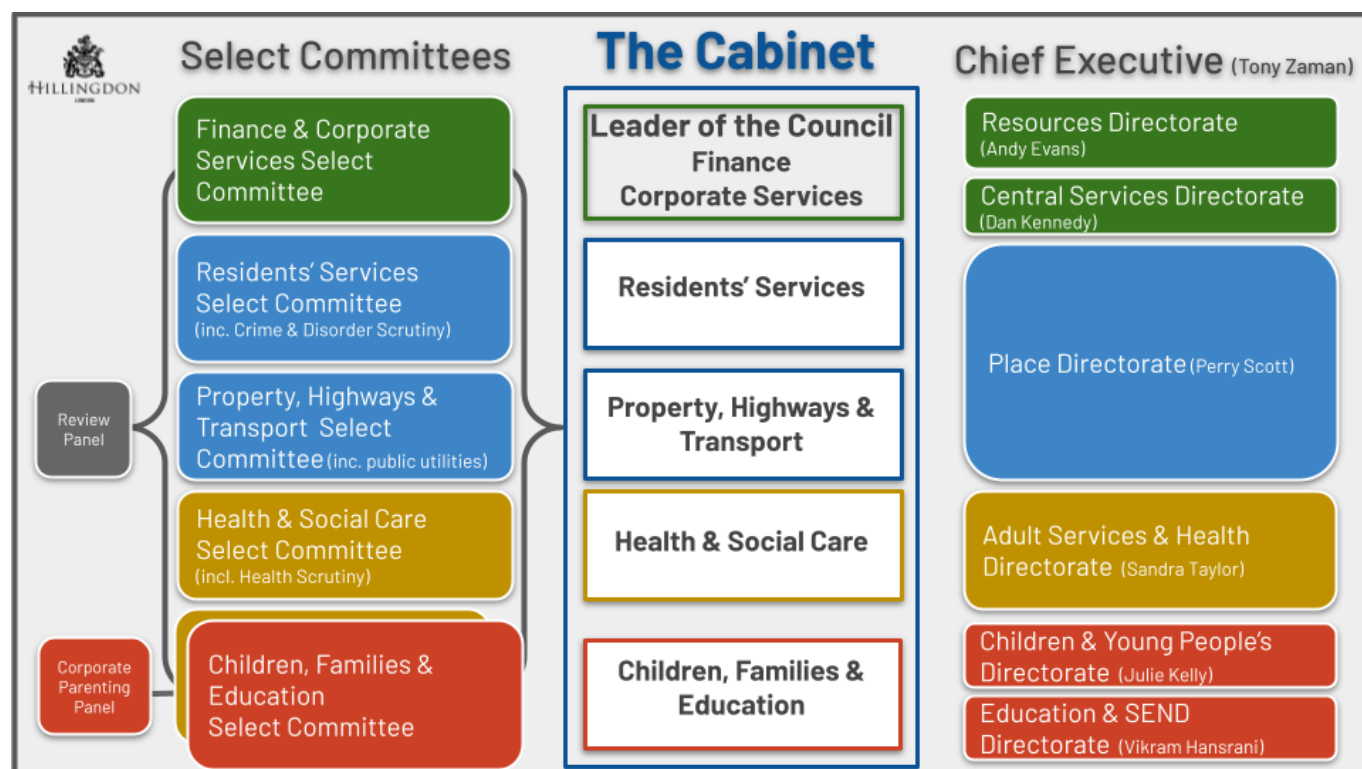 HILLINGDON
LONDON
Select Committees
The Cabinet
Chief Executive (Tony Zaman)
Finance & Corporate
Services Select
Committee
Residents' Services
Select Committee
(inc. Crime & Disorder Scrutiny)
Property, Highways &
Transport Select
Committee (inc. public utilities)
Health & Social Care
Select Committee
(incl. Health Scrutiny)
Children, Families &
Education
Select Committee
Review
Panel
Corporate
Parenting
Panel
Leader of the Council
Finance
Corporate Services
Residents' Services
Property, Highways &
Transport
Health & Social Care
Children, Families &
Education
Resources Directorate
(Andy Evans)
Central Services Directorate
(Dan Kennedy)
Place Directorate (Perry Scott)
Adult Services & Health
Directorate (Sandra Taylor)
Children & Young People's
Directorate (Julie Kelly)
Education & SEND
Directorate (Vikram Hansrani)